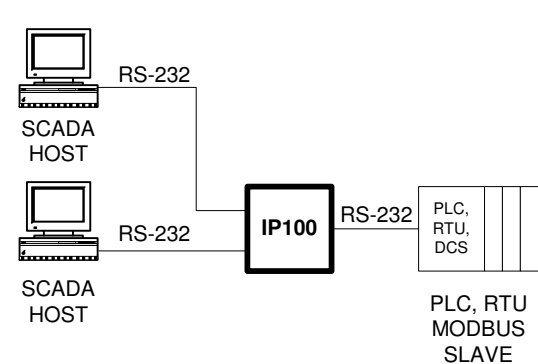 RS-232
SCADA
HOST
RS-232
SCADA
HOST
IP100
RS-232
PLC,
RTU,
DCS
PLC, RTU
MODBUS
SLAVE